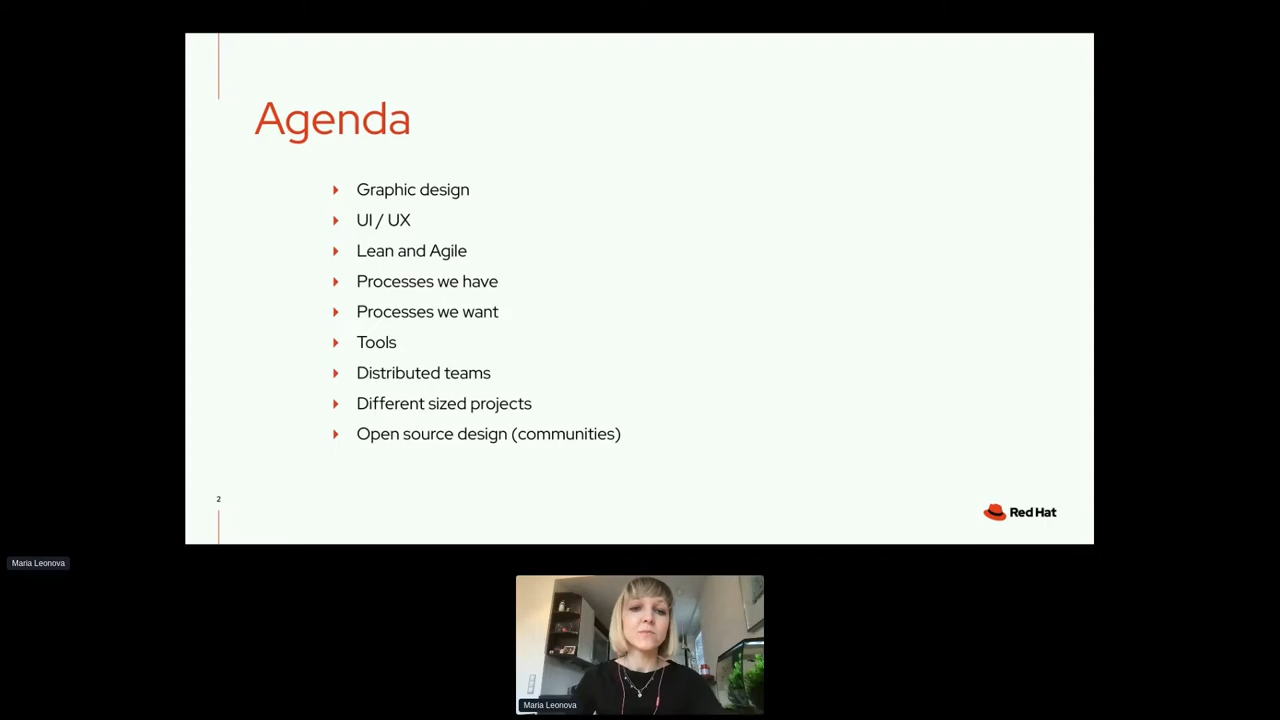 Agenda
Graphic design
UI / UX
Lean and Agile
Processes we have
Processes we want
Tools
Distributed teams
Different sized projects
Open source design (communities)
2
Red Hat
Maria Leonova
Maria Leonova